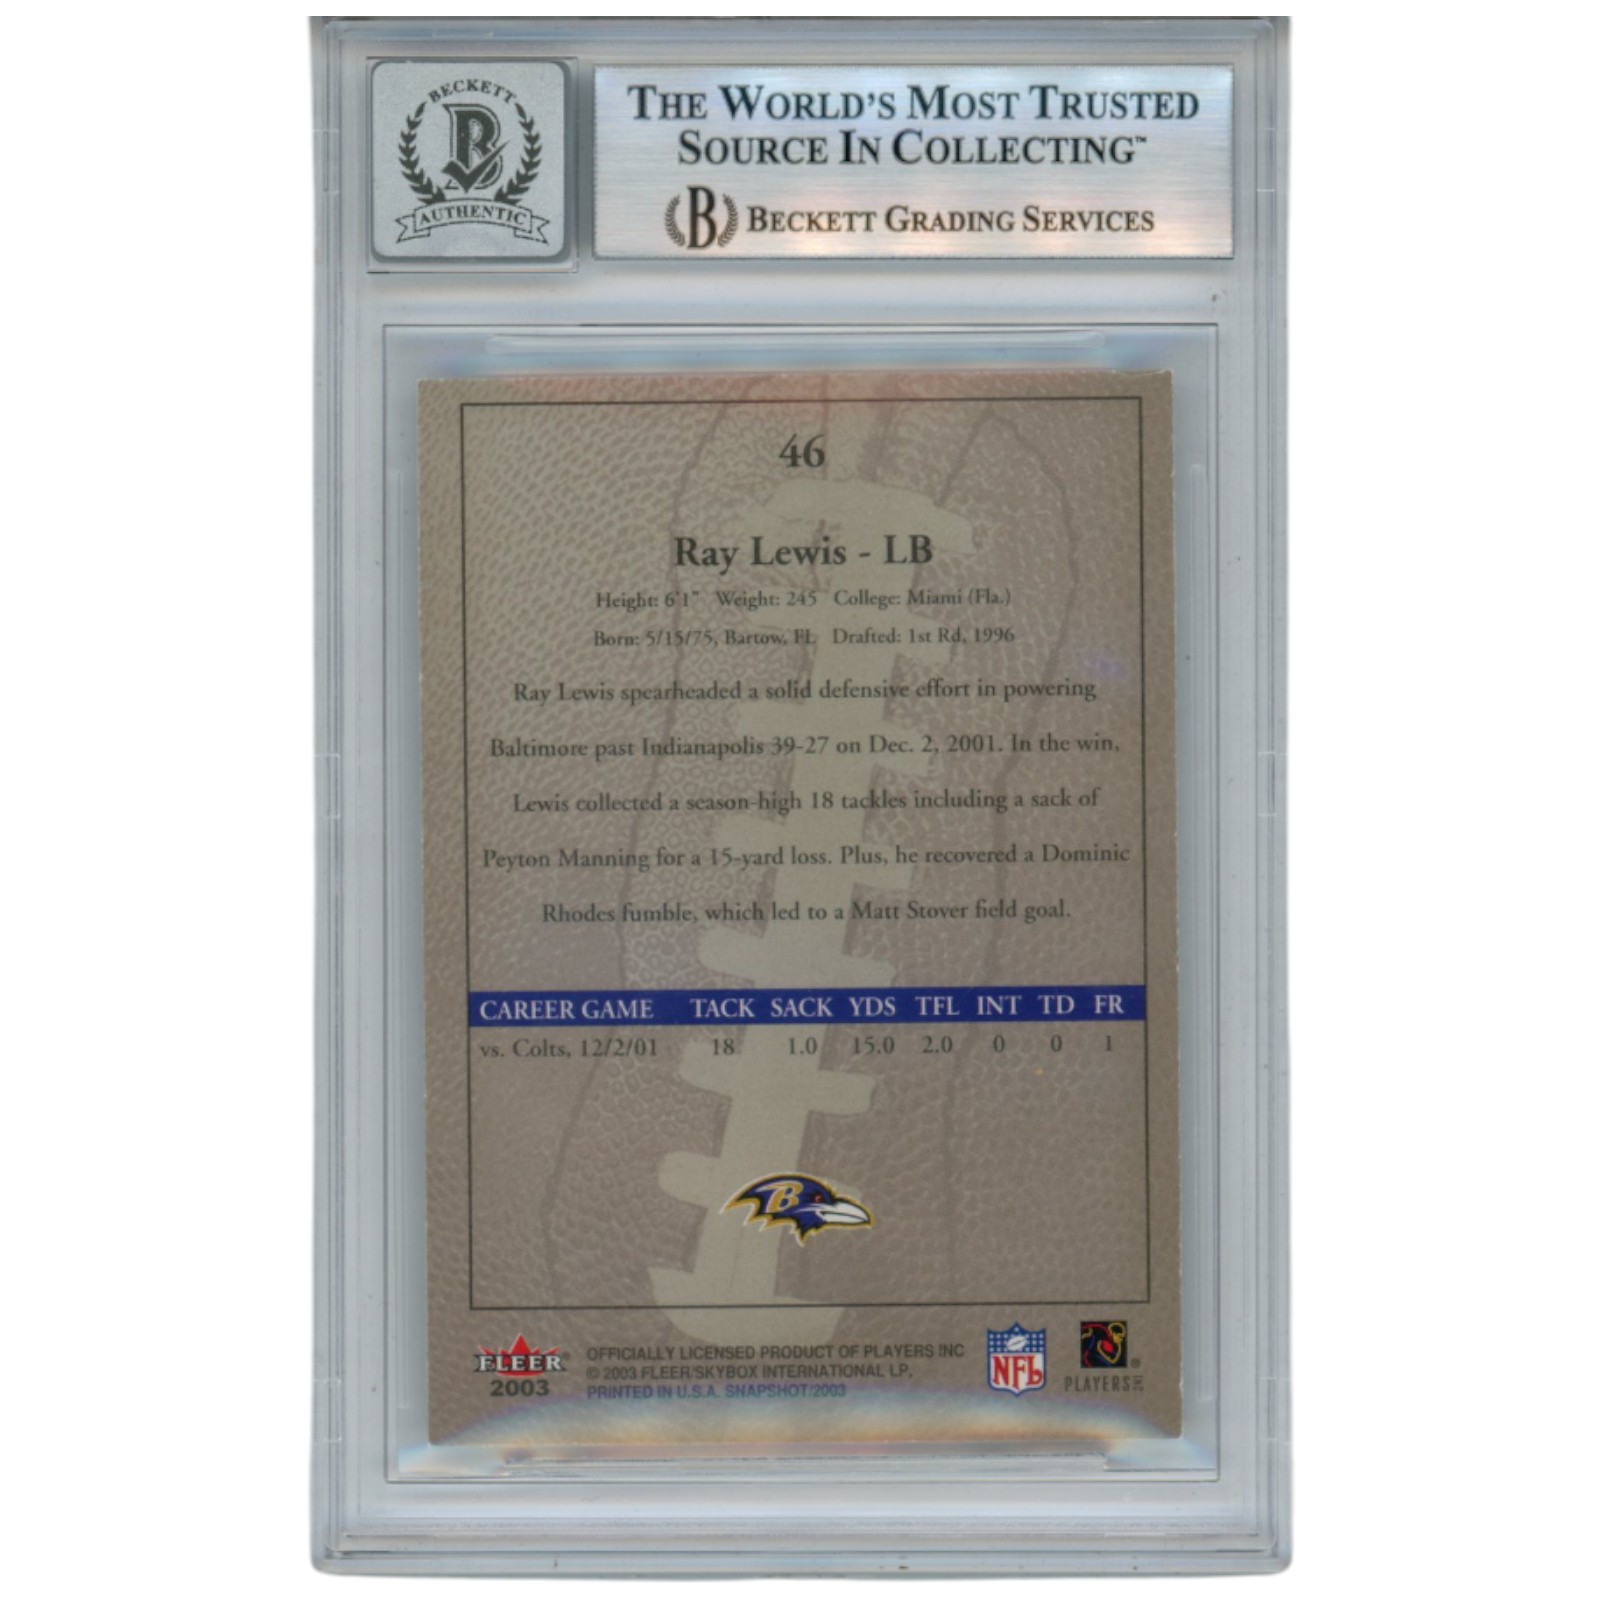 BECKETT
B
AUTHENTIC
THE WORLD'S MOST TRUSTED
SOURCE IN COLLECTING™
B BECKETT GRADING SERVICES
46
Ray Lewis - LB
Height: 6'1" Weight: 245 College: Miami (Fla.)
Born: 5/15/75, Bartow, FL Drafted: 1st Rd, 1996
Ray Lewis spearheaded a solid defensive effort in powering
Baltimore past Indianapolis 39-27 on Dec. 2, 2001. In the win,
Lewis collected a season-high 18 tackles including a sack of
Peyton Manning for a 15-yard loss. Plus, he recovered a Dominic
Rhodes fumble, which led to a Matt Stover field goal.
CAREER GAME TACK SACK YDS TFL INT TD FR
vs. Colts, 12/2/01 18 1.0 15.0 2.0 0 0 1
B
FLEER®
2003
OFFICIALLY LICENSED PRODUCT OF PLAYERS INC
© 2003 FLEER/SKYBOX INTERNATIONAL LP,
PRINTED IN U.S.A. SNAPSHOT/2003
NFL
®
PLAYERS INC